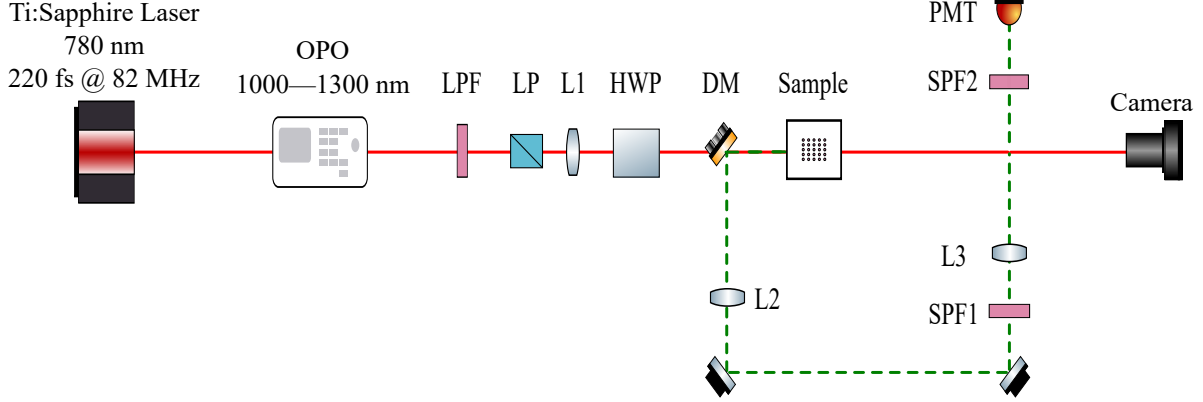 Ti:Sapphire Laser
780 nm
220 fs @ 82 MHz
OPO
1000—1300 nm
LPF
LP
L1
HWP
DM
Sample
PMT
SPF2
Camera
L3
L2
SPF1